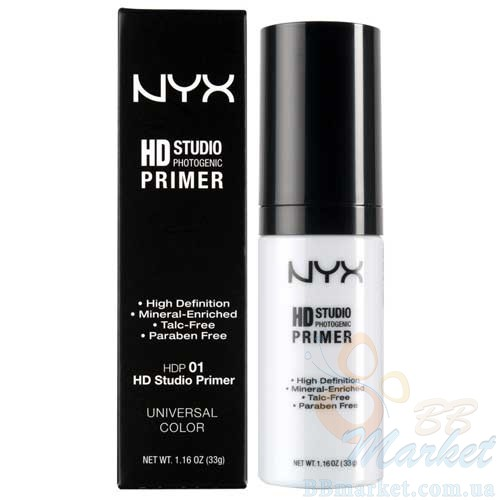 NYX
HD STUDIO
PHOTOGENIC
PRIMER
• High Definition
• Mineral-Enriched
• Talc-Free
• Paraben Free
HDP 01
HD Studio Primer
UNIVERSAL
COLOR
NET WT. 1.16 OZ (33g)
NYX
HD STUDIO
PHOTOGENIC
PRIMER
• High Definition
• Mineral-Enriched
• Talc-Free
• Paraben Free
NET WT. 1.16 OZ (33g)
BB
Market
BBmarket.com.ua